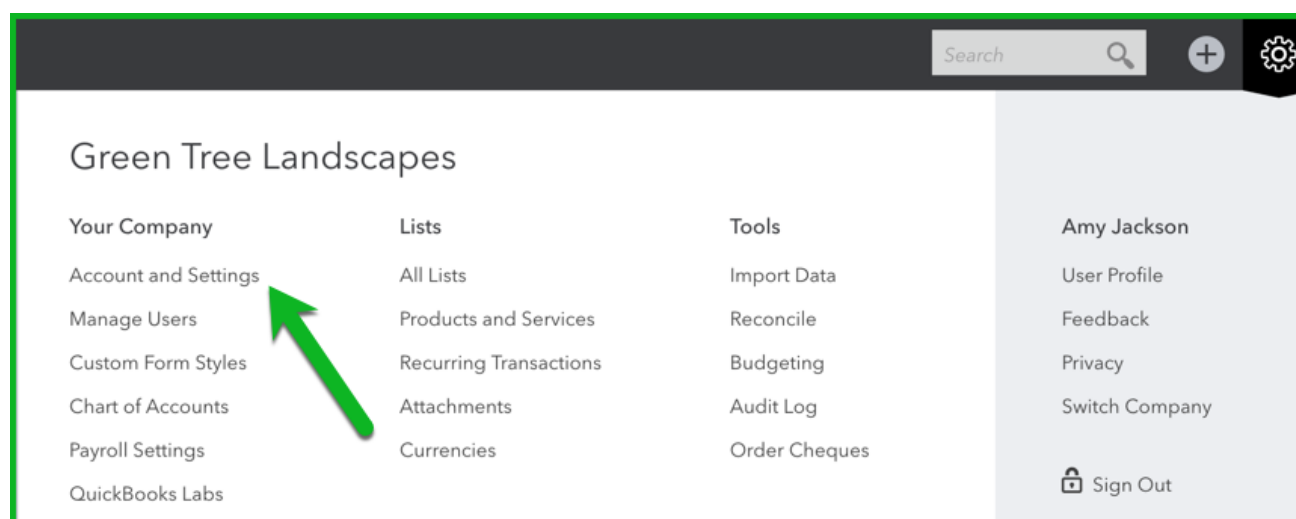 Search
Green Tree Landscapes
Your Company
Account and Settings
Manage Users
Custom Form Styles
Chart of Accounts
Payroll Settings
QuickBooks Labs
Lists
All Lists
Products and Services
Recurring Transactions
Attachments
Currencies
Tools
Import Data
Reconcile
Budgeting
Audit Log
Order Cheques
Amy Jackson
User Profile
Feedback
Privacy
Switch Company
Sign Out